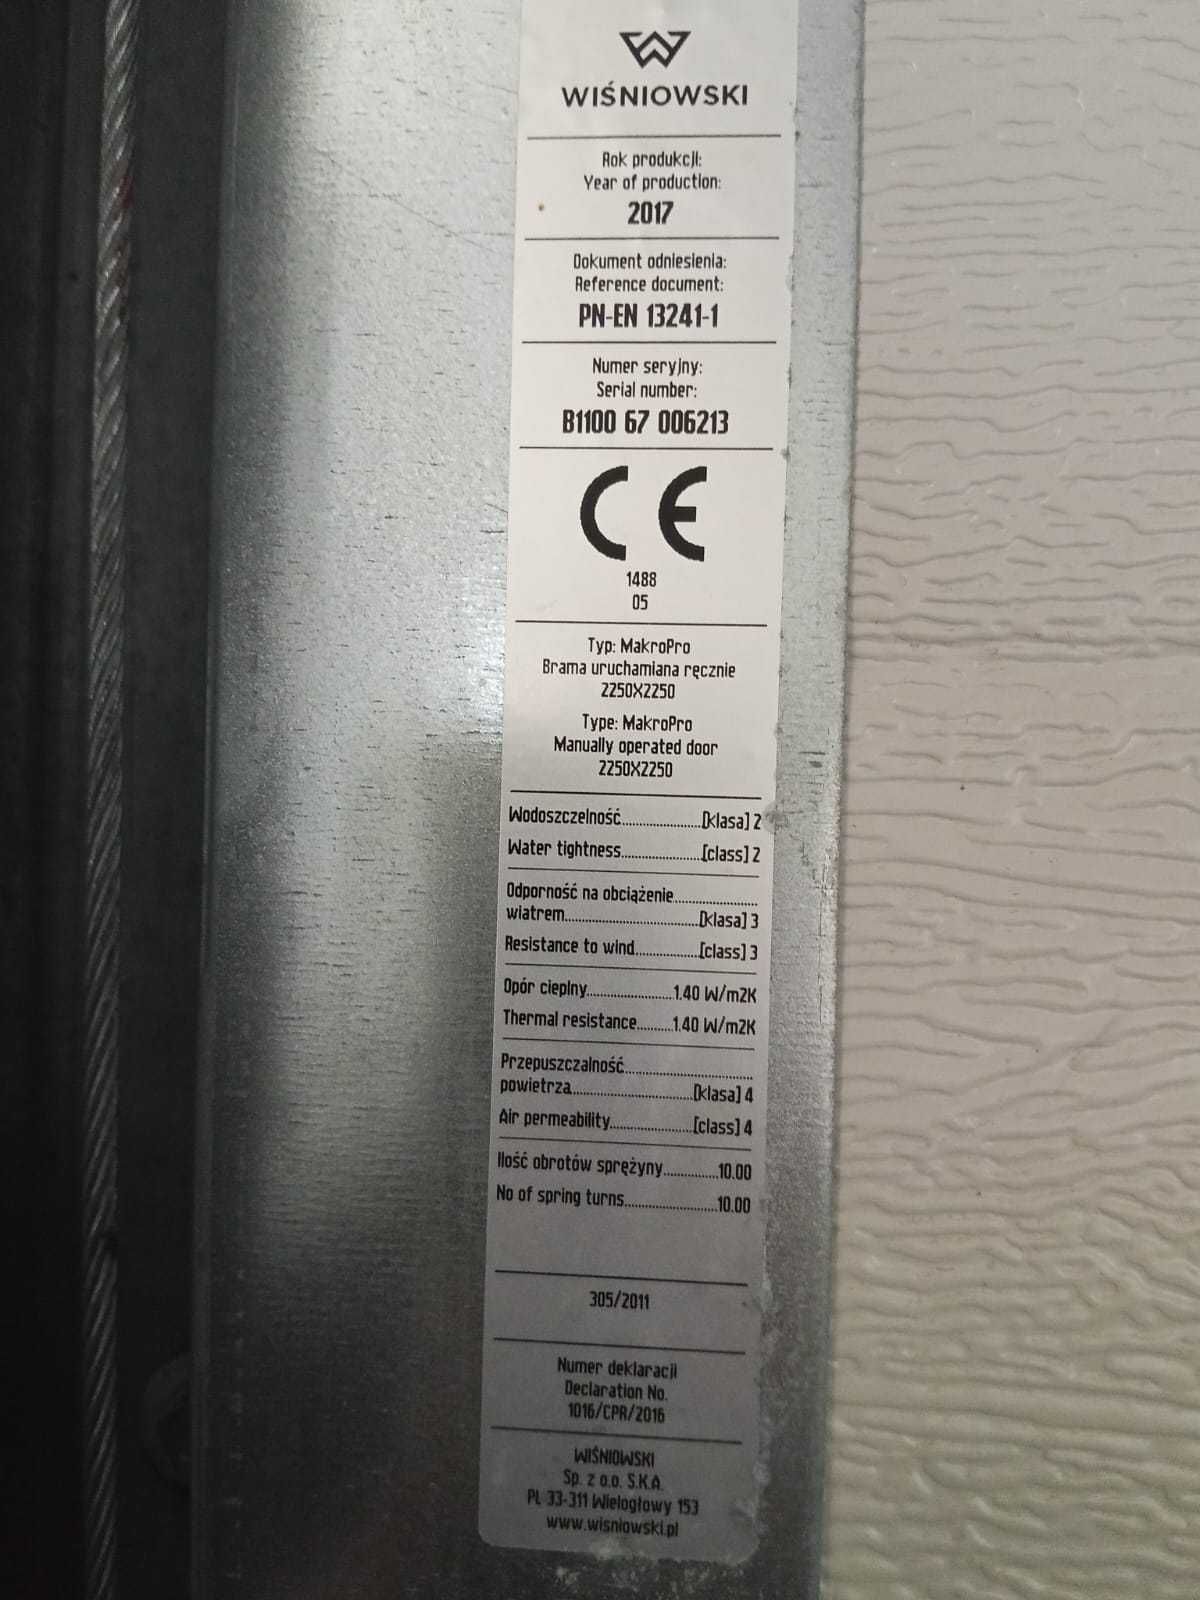 WIŚNIOWSKI
Rok produkcji:
Year of production:
2017
Dokument odniesienia:
Reference document:
PN-EN 13241-1
Numer seryjny:
Serial number:
B1100 67 006213
CE
1488
05
Typ: MakroPro
Brama uruchamiana ręcznie
2250X2250
Type: MakroPro
Manually operated door
2250X2250
Wodoszczelność......................[klasa] 2
Water tightness......................[class] 2
Odporność na obciążenie......................
wiatrem......................[klasa] 3
Resistance to wind......................[class] 3
Opór cieplny......................1.40 W/m2K
Thermal resistance..........1.40 W/m2K
Przepuszczalność......................
powietrza......................[klasa] 4
Air permeability......................[class] 4
Ilość obrotów sprężyny...............10.00
No of spring turns......................10.00
305/2011
Numer deklaracji
Declaration No.
1016/CPR/2016
WIŚNIOWSKI
Sp. z o.o. S.K.A.
PL 33-311 Wielogłowy 153
www.wisniowski.pl